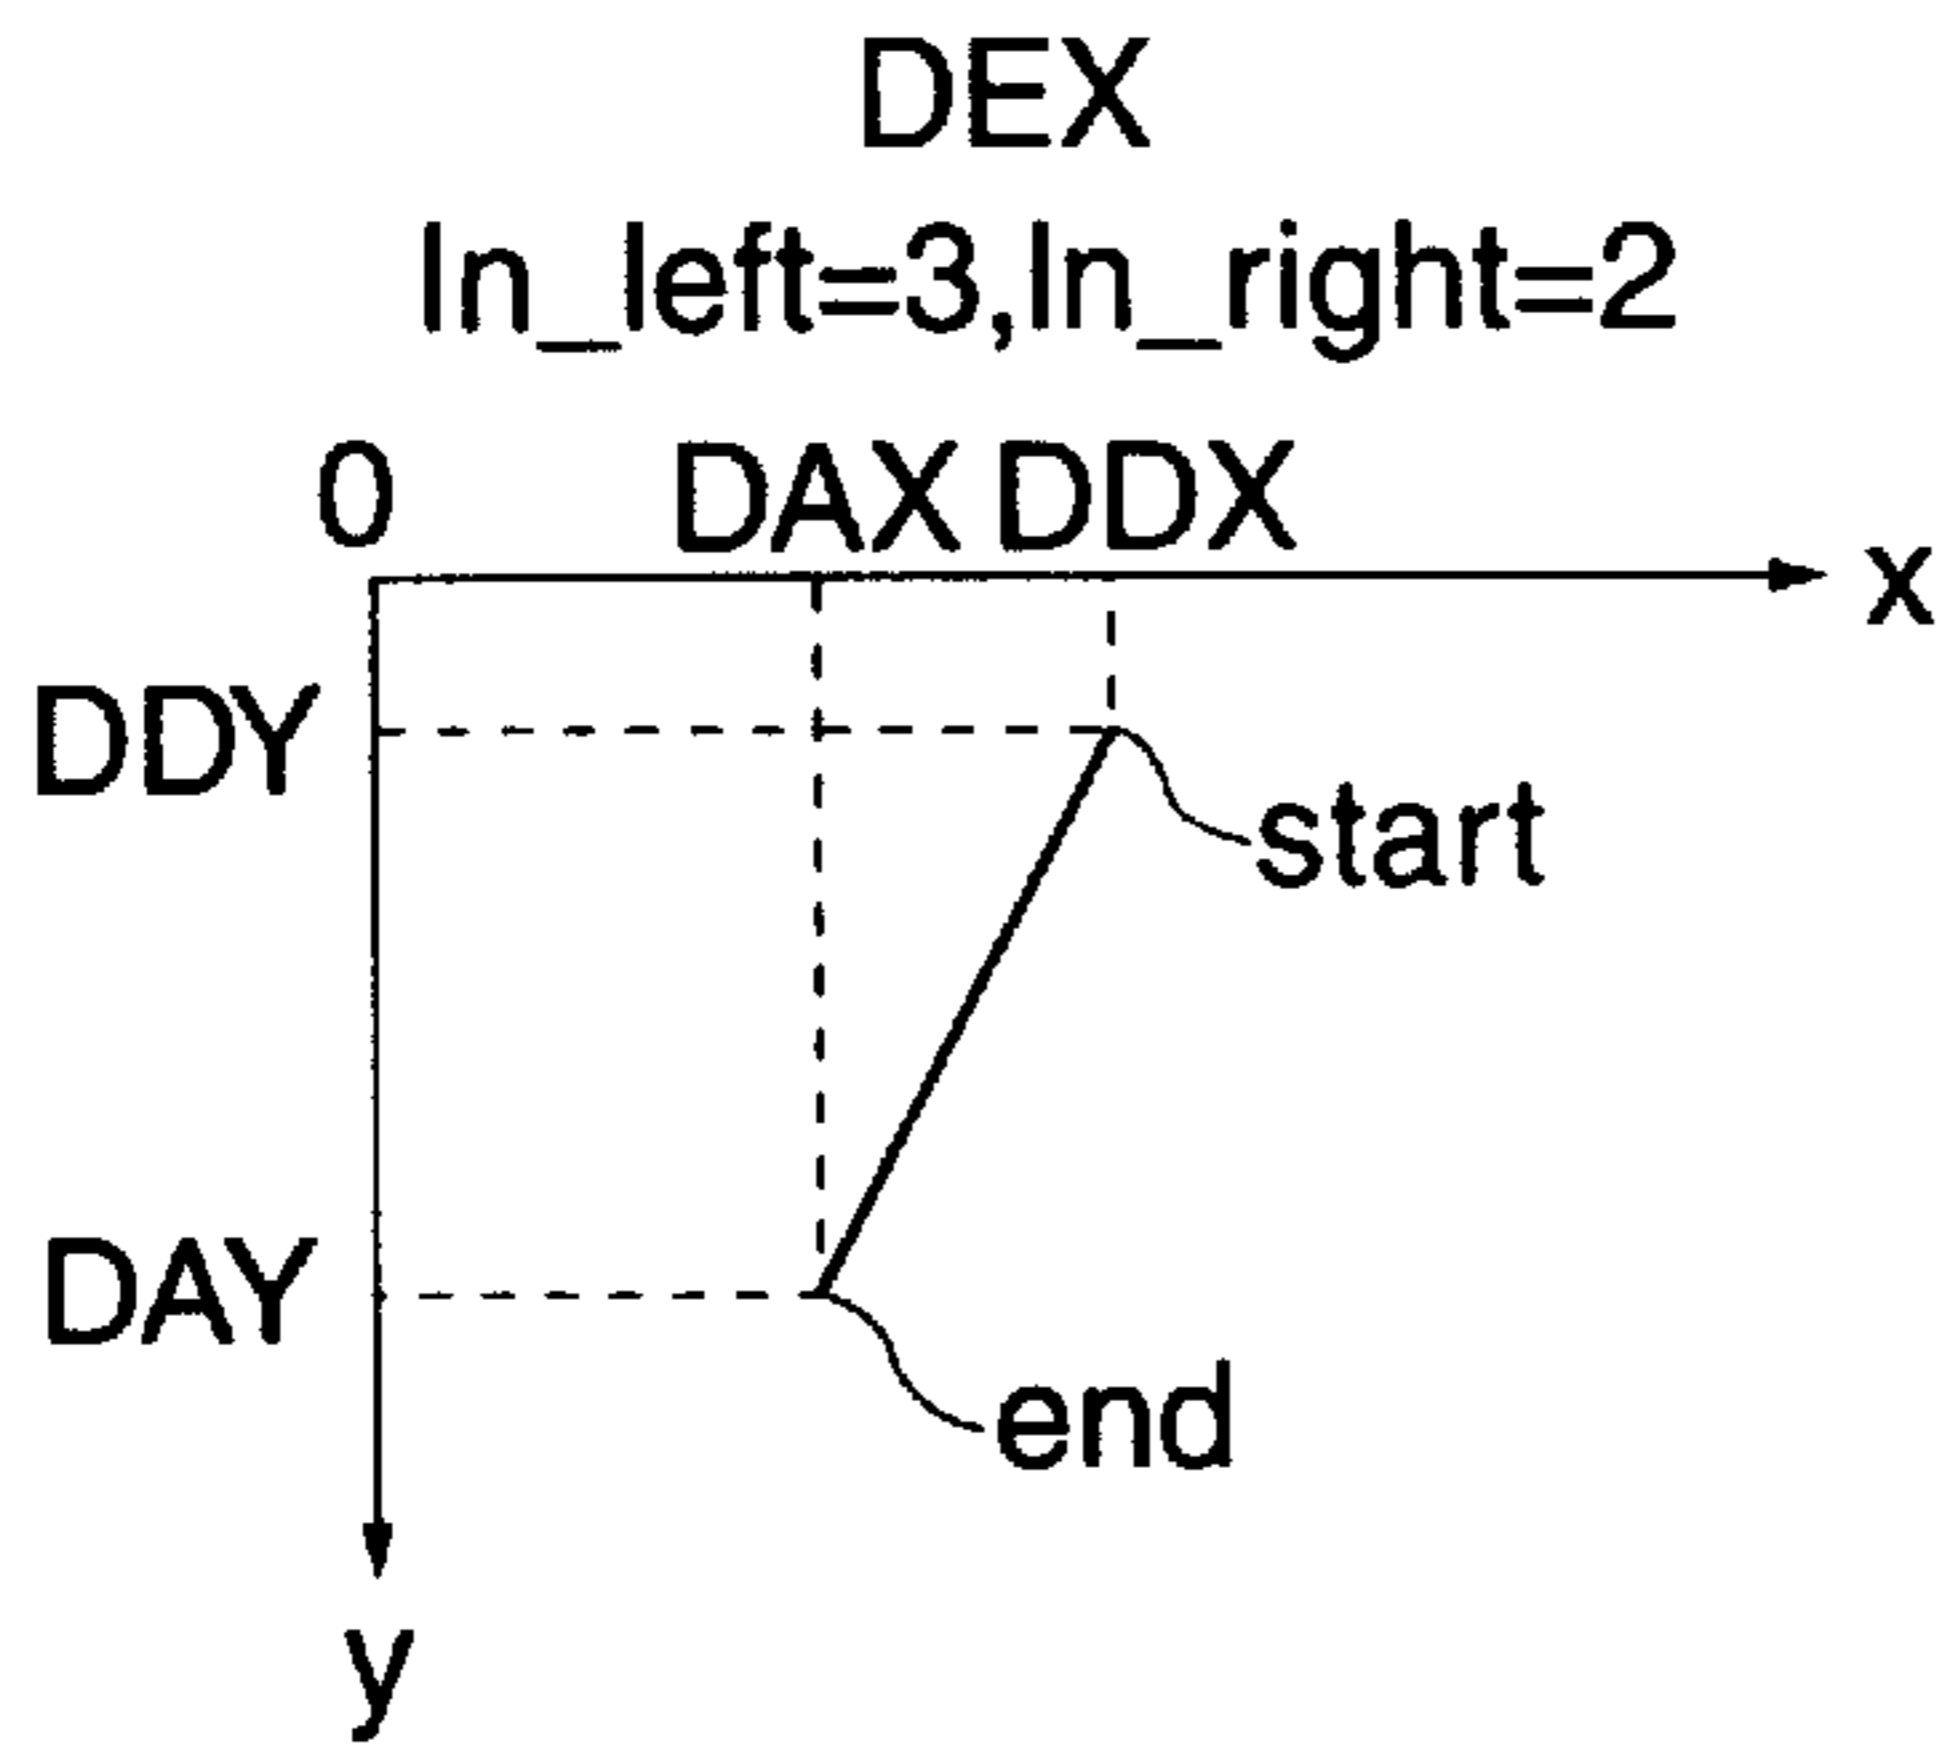 DEX
ln_left=3,ln_right=2
0 DAX DDX
x
DDY
start
DAY
end
y